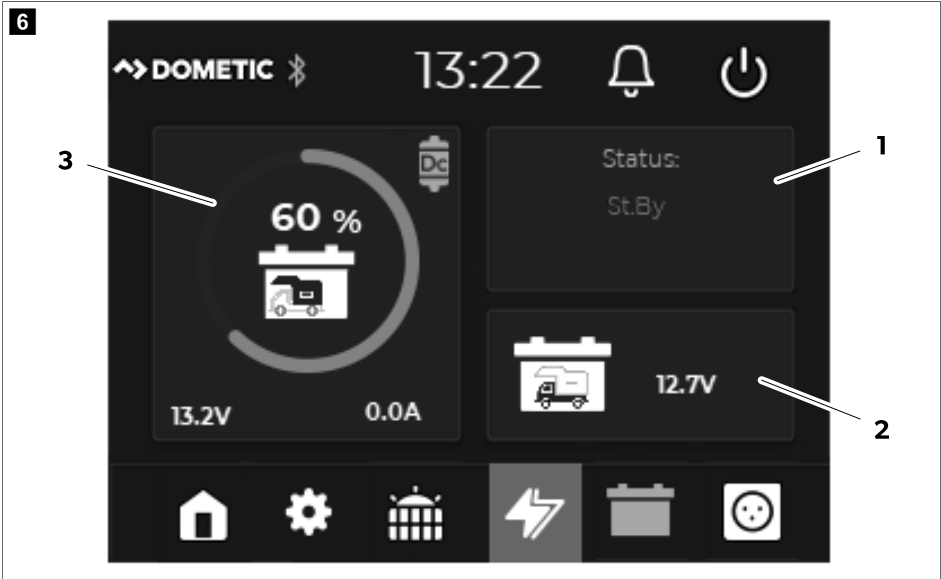 6
DOMETIC 13:22
3
Dc
60 %
13.2V 0.0A
1
Status:
St.By
12.7V
2